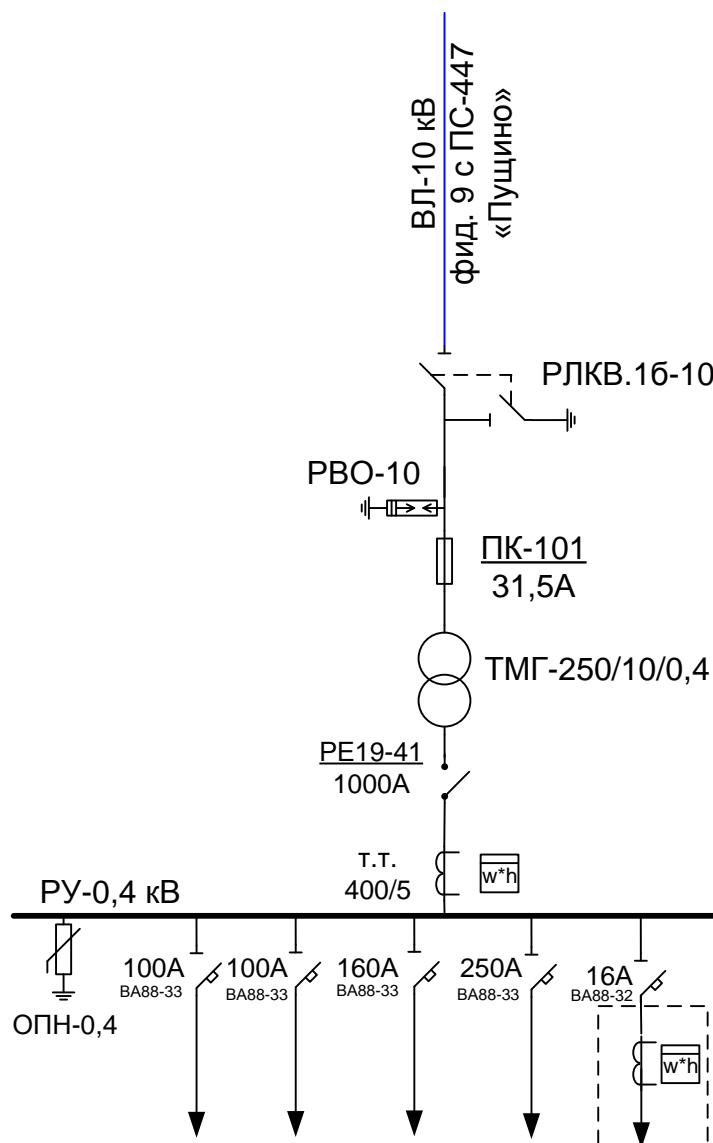 ВЛ-10 кВ
фид. 9 с ПС-447
«Пущино»
РЛКВ.1б-10
РВО-10
ПК-101
31,5А
ТМГ-250/10/0,4
РЕ19-41
1000А
т.т.
400/5
w*h
РУ-0,4 кВ
100А
ВА88-33
100А
ВА88-33
160А
ВА88-33
250А
ВА88-33
16А
ВА88-32
ОПН-0,4
w*h